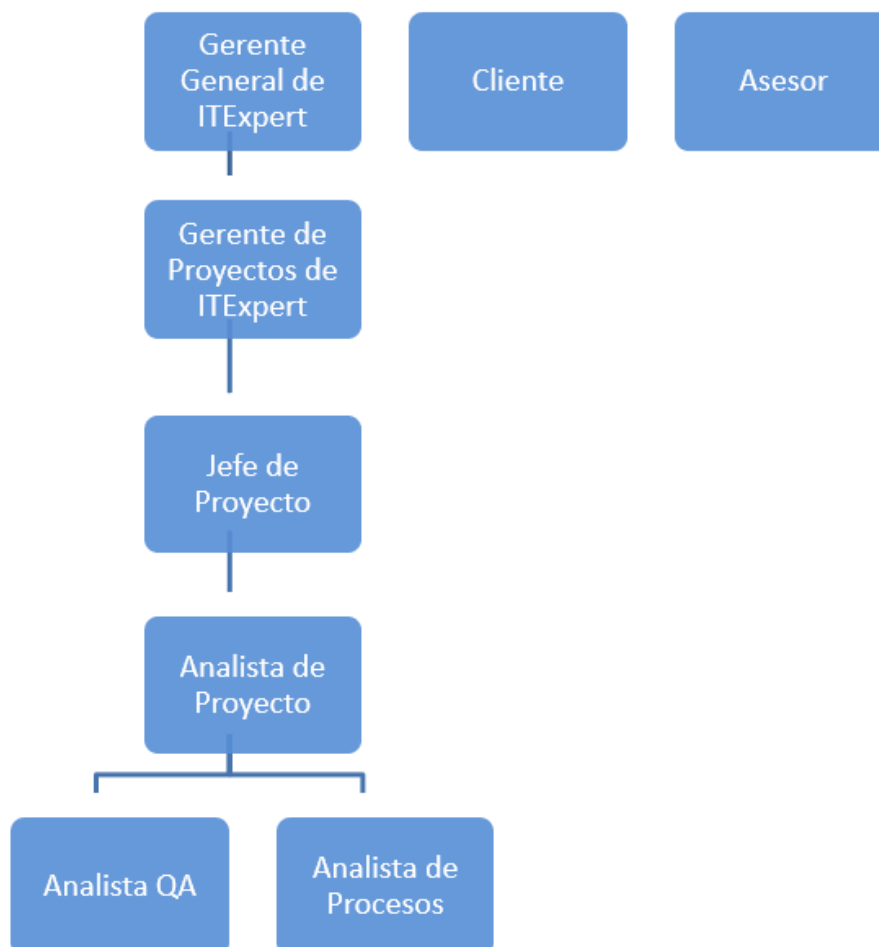 Gerente
General de
ITExpert
Cliente
Asesor
Gerente de
Proyectos de
ITExpert
Jefe de
Proyecto
Analista de
Proyecto
Analista QA
Analista de
Procesos